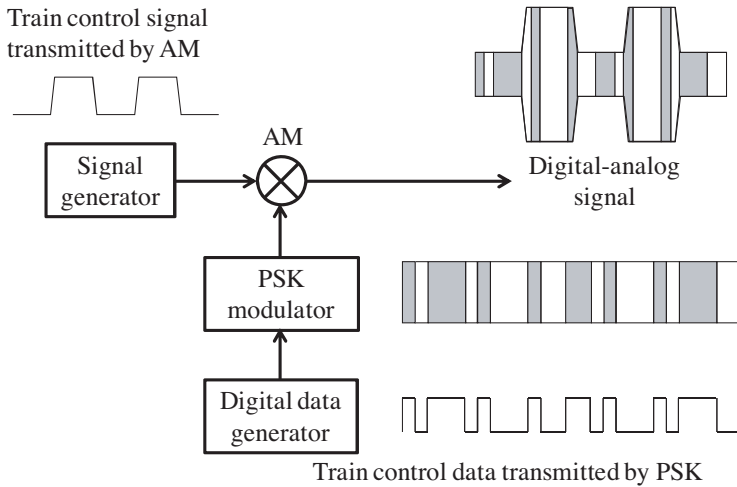 Train control signal
transmitted by AM
AM
Signal
generator
Digital-analog
signal
PSK
modulator
Digital data
generator
Train control data transmitted by PSK